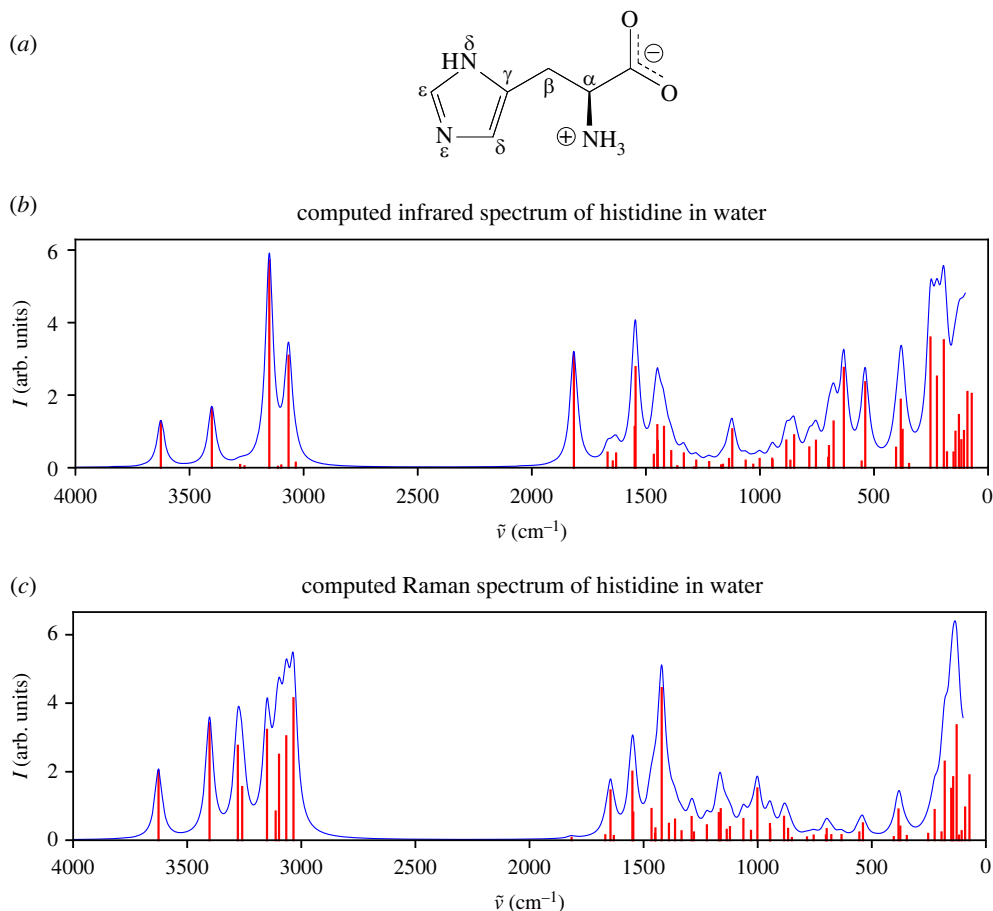 (a)
O
δ
HN
γ
α
⊖
ε
β
O
N
ε
δ
⊕ NH3
(b)
computed infrared spectrum of histidine in water
6
4
I (arb. units)
2
0
4000 3500 3000 2500 2000 1500 1000 500 0
ṽ (cm–1)
(c)
computed Raman spectrum of histidine in water
6
4
I (arb. units)
2
0
4000 3500 3000 2500 2000 1500 1000 500 0
ṽ (cm–1)